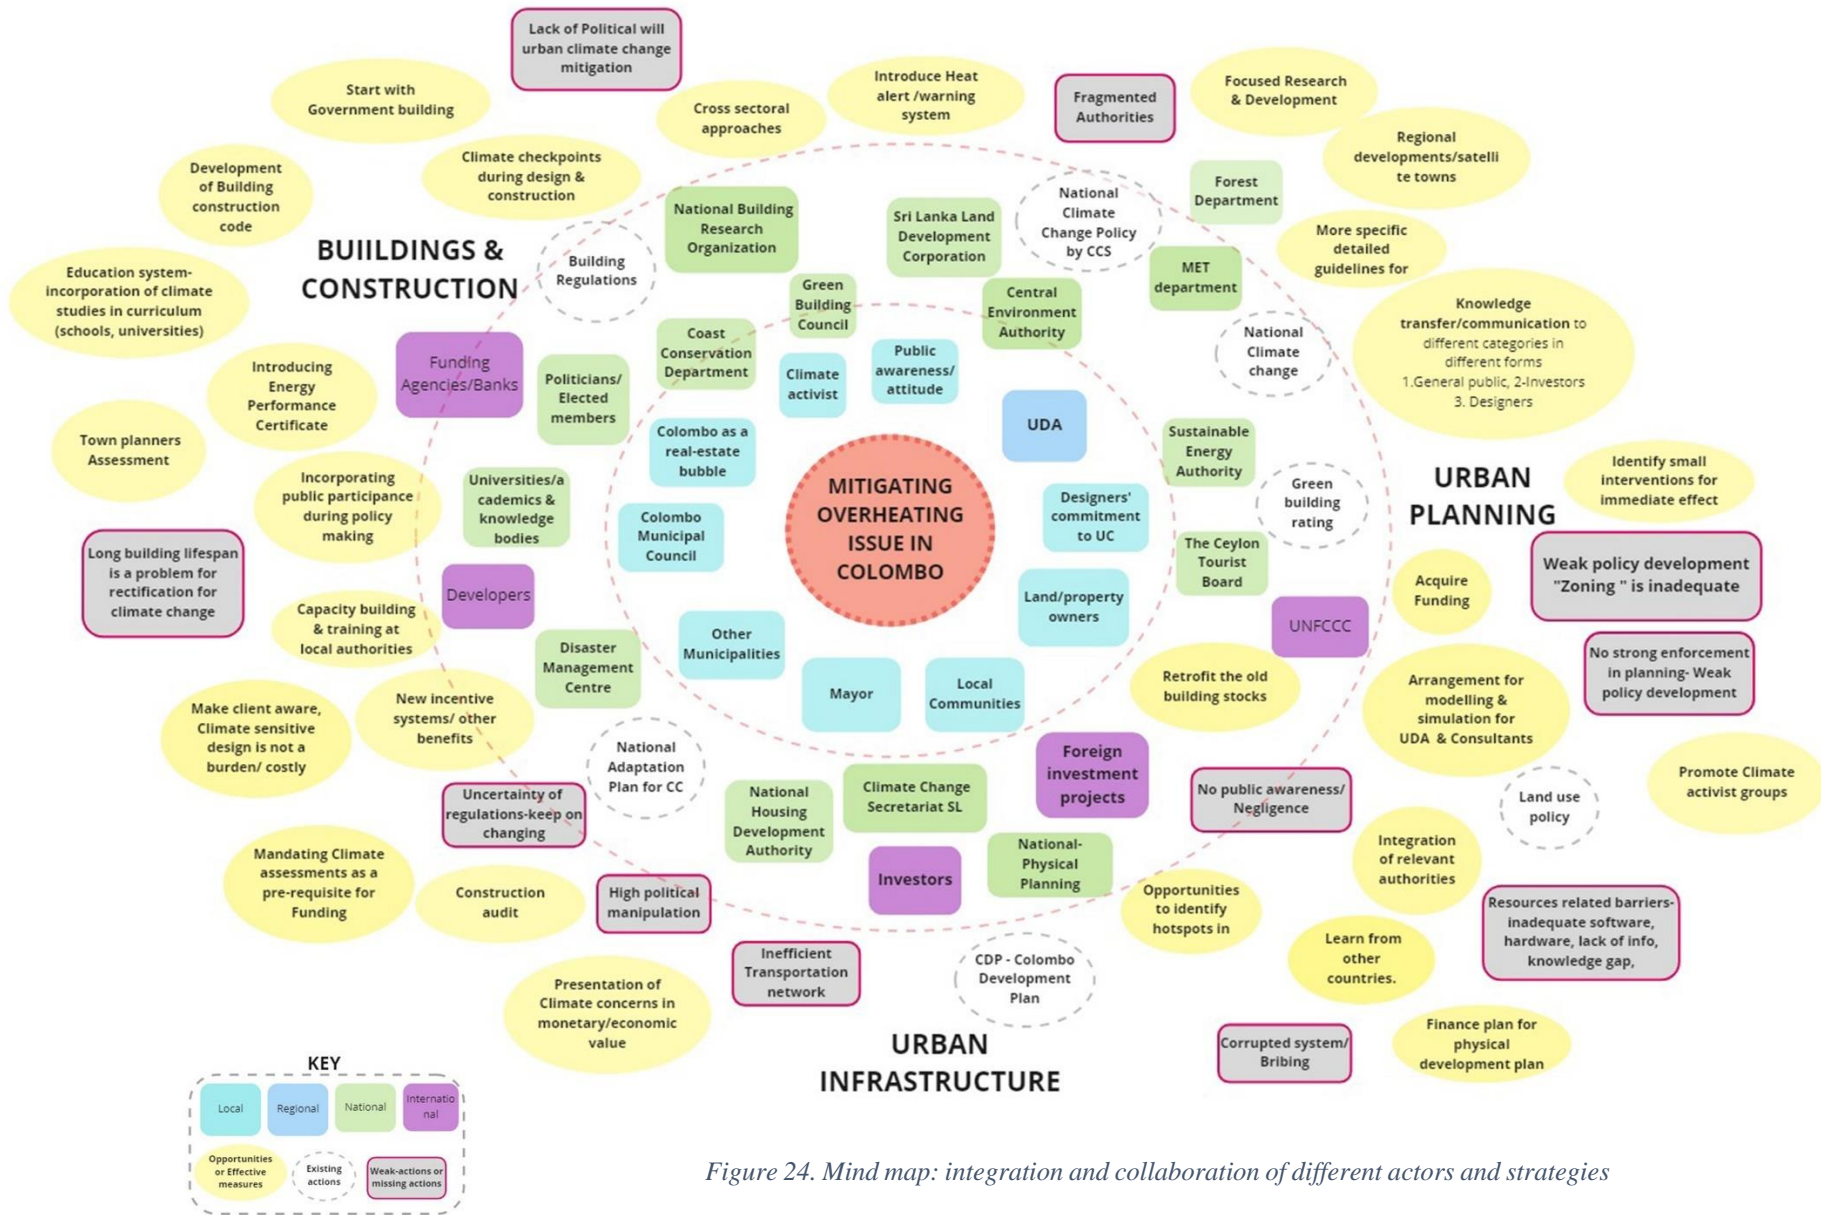 Lack of Political will
urban climate change
mitigation
Start with
Government building
Cross sectoral
approaches
Introduce Heat
alert /warning
system
Fragmented
Authorities
Focused Research
& Development
Regional
developments/satelli
te towns
Development
of Building
construction
code
Climate checkpoints
during design &
construction
National Building
Research
Organization
Sri Lanka Land
Development
Corporation
National
Climate
Change Policy
by CCS
Forest
Department
More specific
detailed
guidelines for
BUIILDINGS &
CONSTRUCTION
Building
Regulations
MET
department
Education system-
incorporation of climate
studies in curriculum
(schools, universities)
Green
Building
Council
Central
Environment
Authority
Knowledge
transfer/communication to
different categories in
different forms
1.General public, 2-Investors
3. Designers
National
Climate
change
Funding
Agencies/Banks
Coast
Conservation
Department
Climate
activist
Public
awareness/
attitude
Introducing
Energy
Performance
Certificate
Politicians/
Elected
members
UDA
Town planners
Assessment
Colombo as a
real-estate
bubble
Sustainable
Energy
Authority
Identify small
interventions for
immediate effect
URBAN
PLANNING
Incorporating
public participance
during policy
making
Universities/a
cademics &
knowledge
bodies
MITIGATING
OVERHEATING
ISSUE IN
COLOMBO
Designers'
commitment
to UC
Green
building
rating
Colombo
Municipal
Council
Long building lifespan
is a problem for
rectification for
climate change
The Ceylon
Tourist
Board
Acquire
Funding
Weak policy development
"Zoning " is inadequate
Developers
Land/property
owners
UNFCCC
Capacity building
& training at
local authorities
Other
Municipalities
Disaster
Management
Centre
Retrofit the old
building stocks
No strong enforcement
in planning- Weak
policy development
Mayor
Local
Communities
Arrangement for
modelling &
simulation for
UDA & Consultants
Make client aware,
Climate sensitive
design is not a
burden/ costly
New incentive
systems/ other
benefits
National
Adaptation
Plan for CC
Foreign
investment
projects
Promote Climate
activist groups
Uncertainty of
regulations-keep on
changing
National
Housing
Development
Authority
Climate Change
Secretariat SL
No public awareness/
Negligence
Land use
policy
Integration
of relevant
authorities
Mandating Climate
assessments as a
pre-requisite for
Funding
Construction
audit
High political
manipulation
Investors
National-
Physical
Planning
Opportunities
to identify
hotspots in
Resources related barriers-
inadequate software,
hardware, lack of info,
knowledge gap,
Learn from
other
countries.
Inefficient
Transportation
network
CDP - Colombo
Development
Plan
Presentation of
Climate concerns in
monetary/economic
value
URBAN
INFRASTRUCTURE
Corrupted system/
Bribing
Finance plan for
physical
development plan
KEY
Local
Regional
National
Internatio
nal
Opportunities
or Effective
measures
Existing
actions
Weak-actions or
missing actions
Figure 24. Mind map: integration and collaboration of different actors and strategies